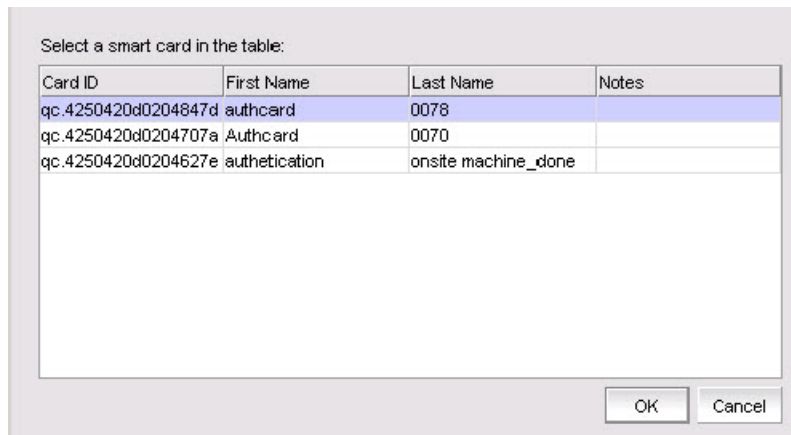 Select a smart card in the table:
Card ID First Name Last Name Notes
qc.4250420d0204847d authcard 0078
qc.4250420d0204707a Authcard 0070
qc.4250420d0204627e authetication onsite machine_done
OK Cancel